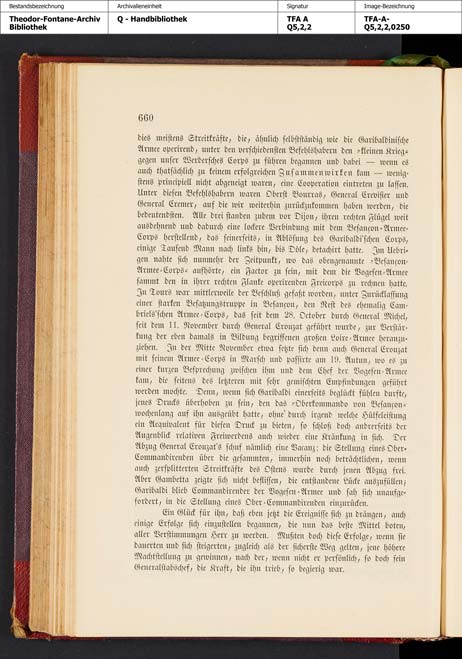 Bestandsbezeichnung
Theodor-Fontane-Archiv
Bibliothek
Archivalieneinheit
Q - Handbibliothek
Signatur
TFA A
Q5,2,2
Image-Bezeichnung
TFA-A-
Q5,2,2,0250
660
dies meistens Streitkräfte, die, ähnlich selbstständig wie die Garibaldinische
Armee operirend, unter den verschiedensten Befehlshabern den »kleinen Krieg«
gegen unser Werdersches Corps zu führen begannen und dabei — wenn es
auch thatsächlich zu keinem erfolgreichen Zusammenwirken kam — wenig-
stens principiell nicht abgeneigt waren, eine Cooperation eintreten zu lassen.
Unter diesen Befehlshabern waren Oberst Bourras, General Crevisier und
General Cremer, auf die wir weiterhin zurückzukommen haben werden, die
bedeutendsten. Alle drei standen zudem vor Dijon, ihren rechten Flügel weit
ausdehnend und dadurch eine lockere Verbindung mit dem Besançon-Armee-
Corps herstellend, das seinerseits, in Ablösung des Garibaldi'schen Corps,
einige Tausend Mann nach links hin, bis Dôle, detachirt hatte. Im Uebri-
gen nahte sich nunmehr der Zeitpunkt, wo das obengenannte »Besançon-
Armee-Corps« aufhörte, ein Factor zu sein, mit dem die Vogesen-Armee
sammt den in ihrer rechten Flanke operirenden Freicorps zu rechnen hatte.
In Tours war mittlerweile der Beschluß gefaßt worden, unter Zurücklassung
einer starken Besatzungstruppe in Besançon, den Rest des ehemalig Cam-
briels'schen Armee-Corps, das seit dem 28. October durch General Michel,
seit dem 11. November durch General Crouzat geführt wurde, zur Verstär-
kung der eben damals in Bildung begriffenen großen Loire-Armee heranzu-
ziehen. In der Mitte November etwa setzte sich denn auch General Crouzat
mit seinem Armee-Corps in Marsch und passirte am 19. Autun, wo es zu
einer kurzen Besprechung zwischen ihm und dem Chef der Vogesen-Armee
kam, die seitens des letzteren mit sehr gemischten Empfindungen geführt
werden mochte. Denn, wenn sich Garibaldi einerseits beglückt fühlen durfte,
jenes Drucks überhoben zu sein, den das »Oberkommando von Besançon«
wochenlang auf ihn ausgeübt hatte, ohne durch irgend welche Hülfeleistung
ein Aequivalent für diesen Druck zu bieten, so schloß doch andrerseits der
Augenblick relativen Freiwerdens auch wieder eine Kränkung in sich. Der
Abzug General Crouzat's schuf nämlich eine Vacanz: die Stellung eines Ober-
Commandirenden über die gesammten, immerhin noch beträchtlichen, wenn
auch zersplitterten Streitkräfte des Ostens wurde durch jenen Abzug frei.
Aber Gambetta zeigte sich nicht beflissen, die entstandene Lücke auszufüllen;
Garibaldi blieb Commandirender der Vogesen-Armee und sah sich unaufge-
fordert, in die Stellung eines Ober-Commandirenden einzurücken.
Ein Glück für ihn, daß eben jetzt die Ereignisse sich zu drängen, auch
einige Erfolge sich einzustellen begannen, die nun das beste Mittel boten,
aller Verstimmungen Herr zu werden. Mußten doch diese Erfolge, wenn sie
dauerten und sich steigerten, zugleich als der sicherste Weg gelten, jene höhere
Machtstellung zu gewinnen, nach der, wenn nicht er persönlich, so doch sein
Generalstabschef, die Kraft, die ihn trieb, so begierig war.